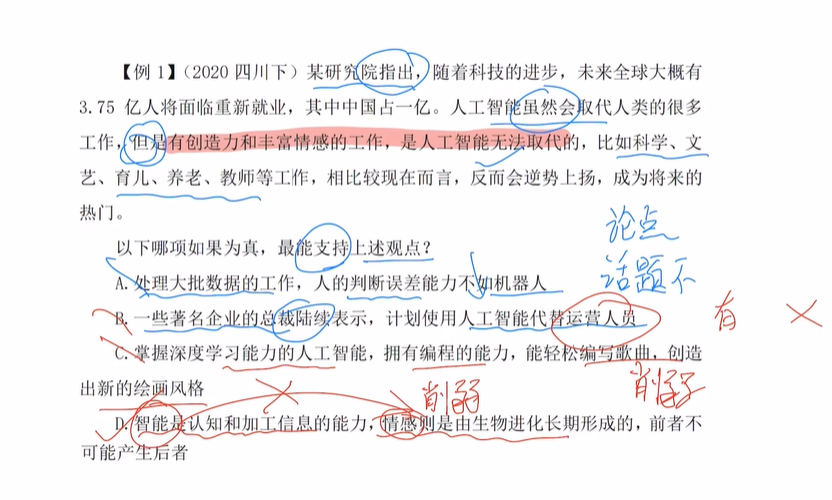 【例 1】（2020 四川下）某研究院指出，随着科技的进步，未来全球大概有
3.75 亿人将面临重新就业，其中中国占一亿。人工智能虽然会取代人类的很多
工作，但是有创造力和丰富情感的工作，是人工智能无法取代的，比如科学、文
艺、育儿、养老、教师等工作，相比较现在而言，反而会逆势上扬，成为将来的
热门。
论点
以下哪项如果为真，最能支持上述观点？
话题不
A.处理大批数据的工作，人的判断误差能力不如机器人
B.一些著名企业的总裁陆续表示，计划使用人工智能代替运营人员
有
C.掌握深度学习能力的人工智能，拥有编程的能力，能轻松编写歌曲，创造
出新的绘画风格
削弱
削弱
D.智能是认知和加工信息的能力，情感则是由生物进化长期形成的，前者不
可能产生后者